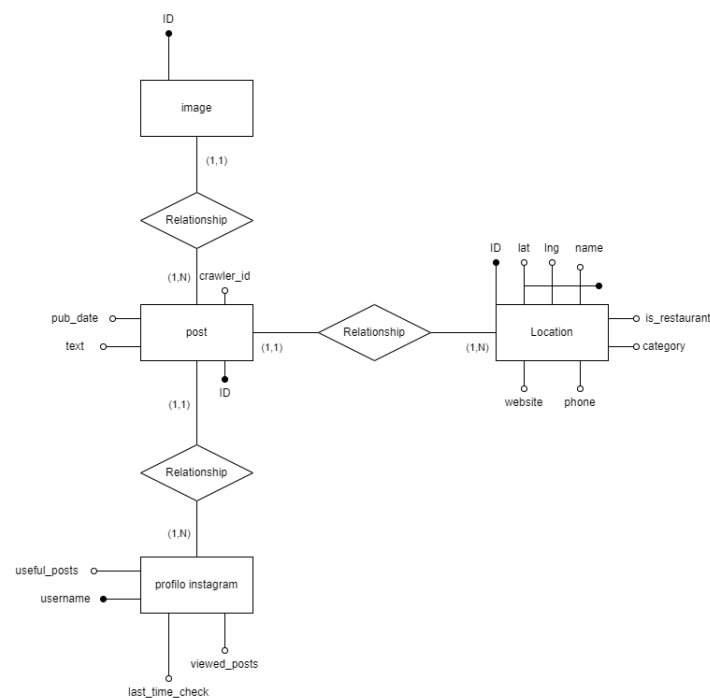 ID
image
(1,1)
Relationship
(1,N)
crawler_id
ID
lat
lng
name
pub_date
post
text
(1,1)
Relationship
(1,N)
Location
is_restaurant
category
ID
(1,1)
website
phone
Relationship
(1,N)
useful_posts
profilo instagram
username
viewed_posts
last_time_check